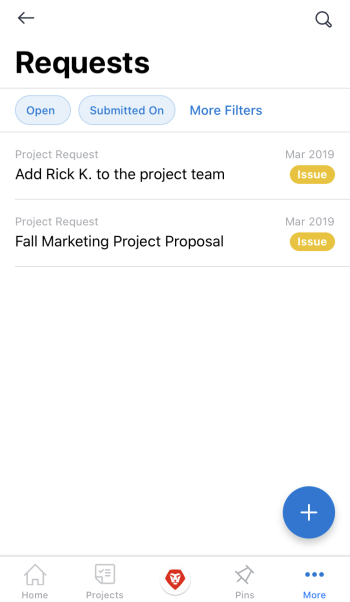 Requests
Open Submitted On More Filters
Project Request Mar 2019
Add Rick K. to the project team Issue
Project Request Mar 2019
Fall Marketing Project Proposal Issue
Home Projects Pins More